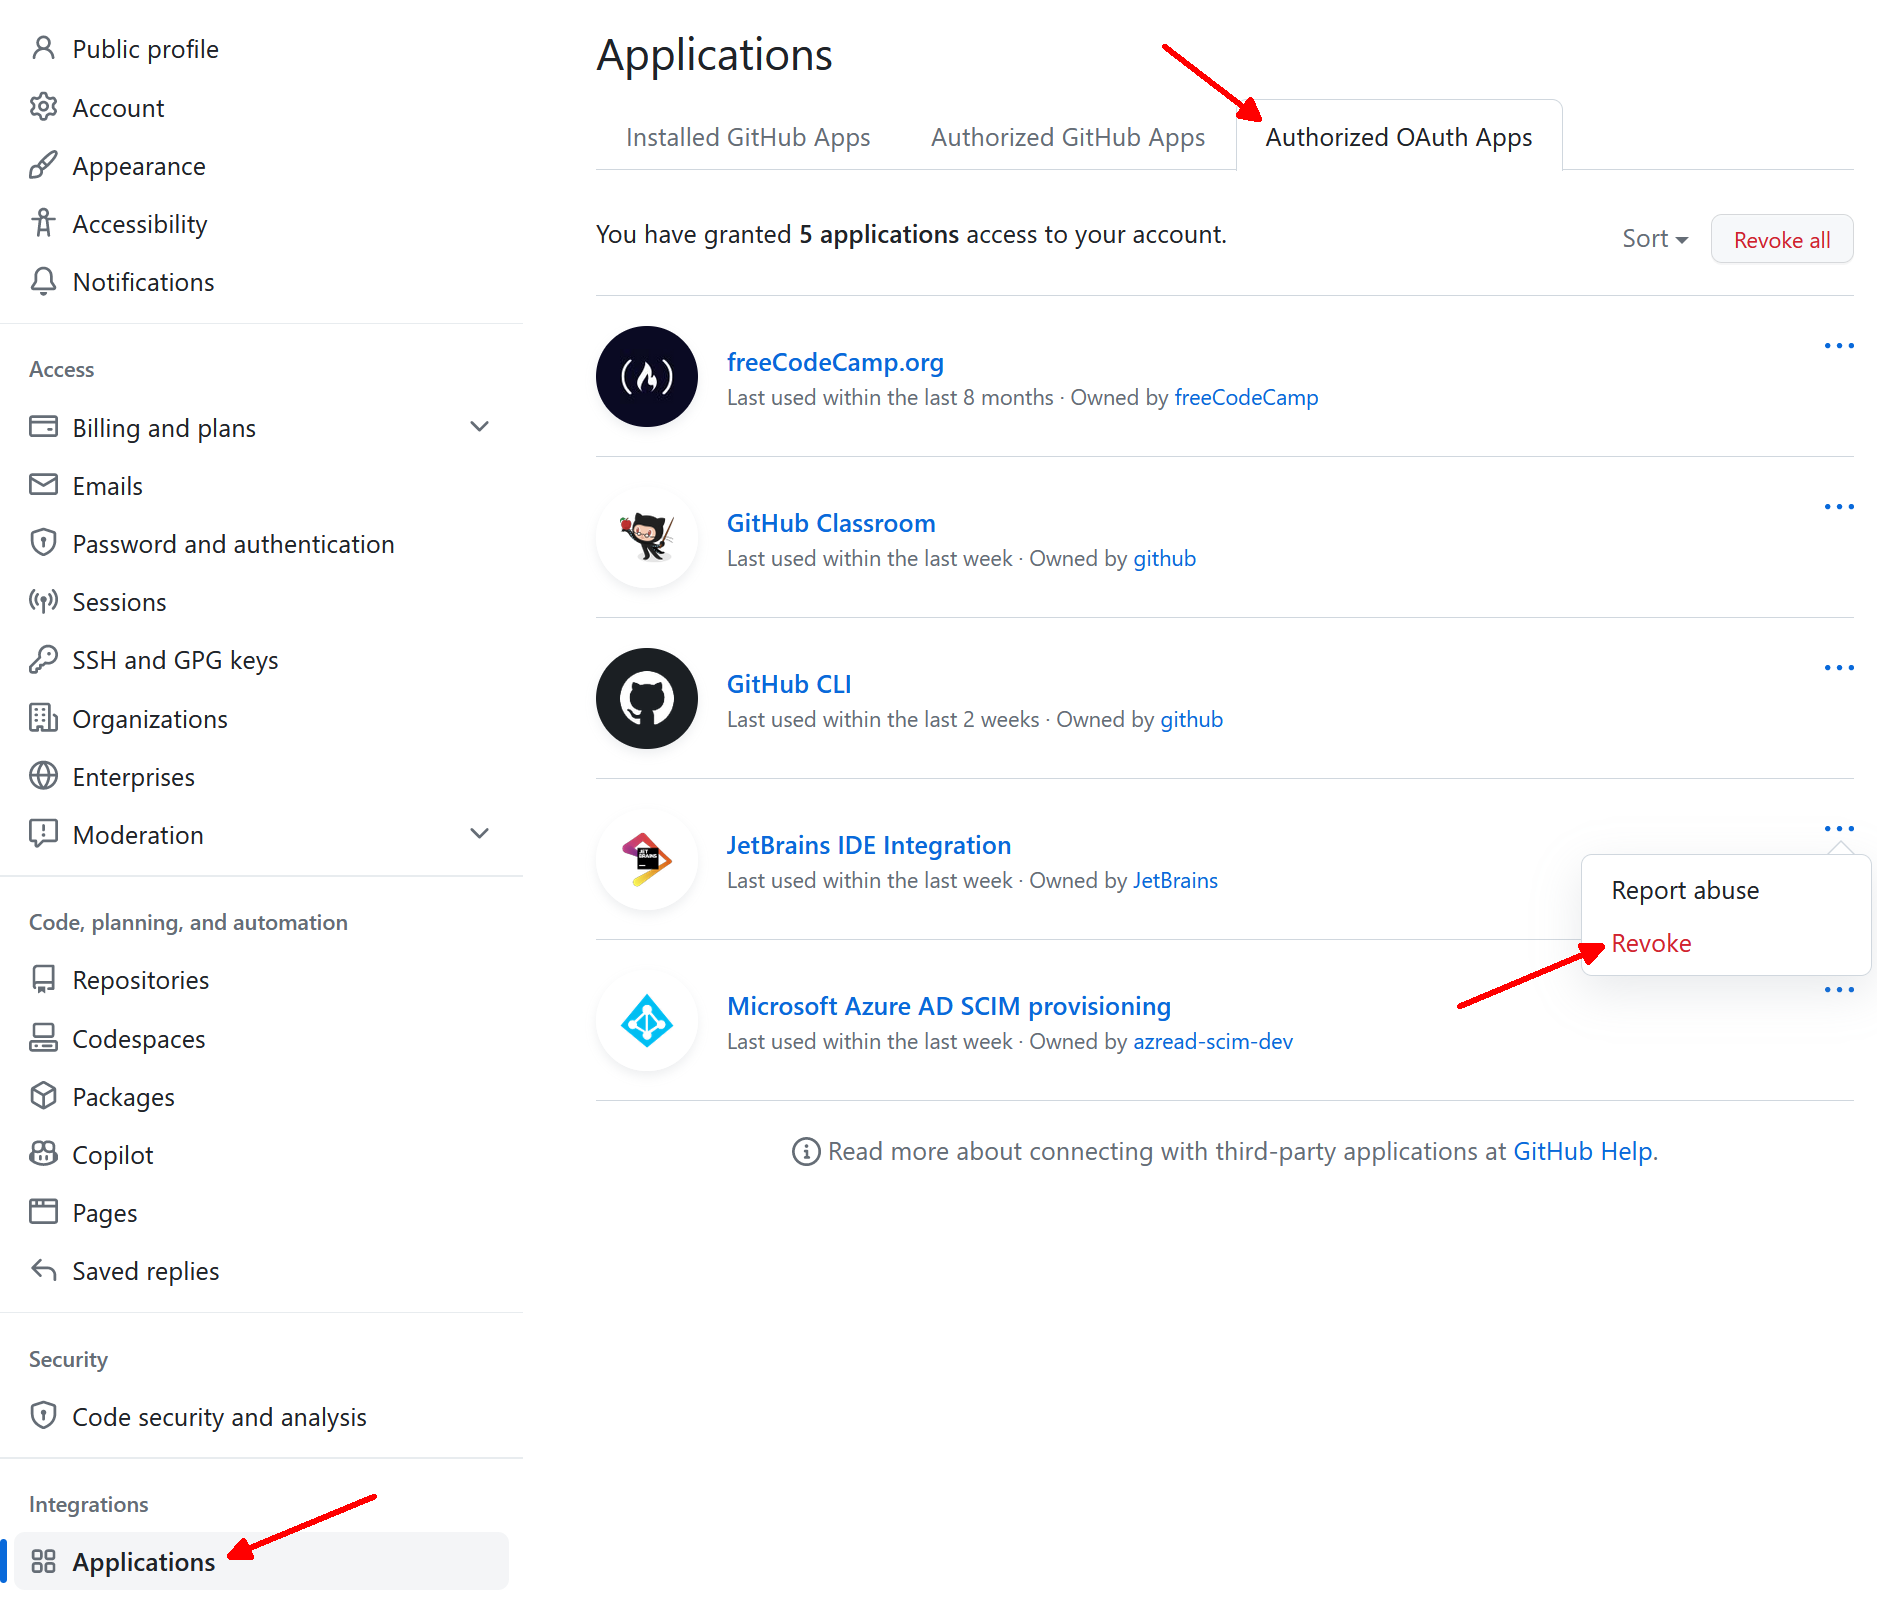 Public profile
Account
Appearance
Accessibility
Notifications
Access
Billing and plans
Emails
Password and authentication
Sessions
SSH and GPG keys
Organizations
Enterprises
Moderation
Code, planning, and automation
Repositories
Codespaces
Packages
Copilot
Pages
Saved replies
Security
Code security and analysis
Integrations
Applications
Applications
Installed GitHub Apps
Authorized GitHub Apps
Authorized OAuth Apps
You have granted 5 applications access to your account.
Sort
Revoke all
freeCodeCamp.org
Last used within the last 8 months · Owned by freeCodeCamp
GitHub Classroom
Last used within the last week · Owned by github
GitHub CLI
Last used within the last 2 weeks · Owned by github
JET
BRAINS
JetBrains IDE Integration
Last used within the last week · Owned by JetBrains
Report abuse
Revoke
Microsoft Azure AD SCIM provisioning
Last used within the last week · Owned by azread-scim-dev
Read more about connecting with third-party applications at GitHub Help.